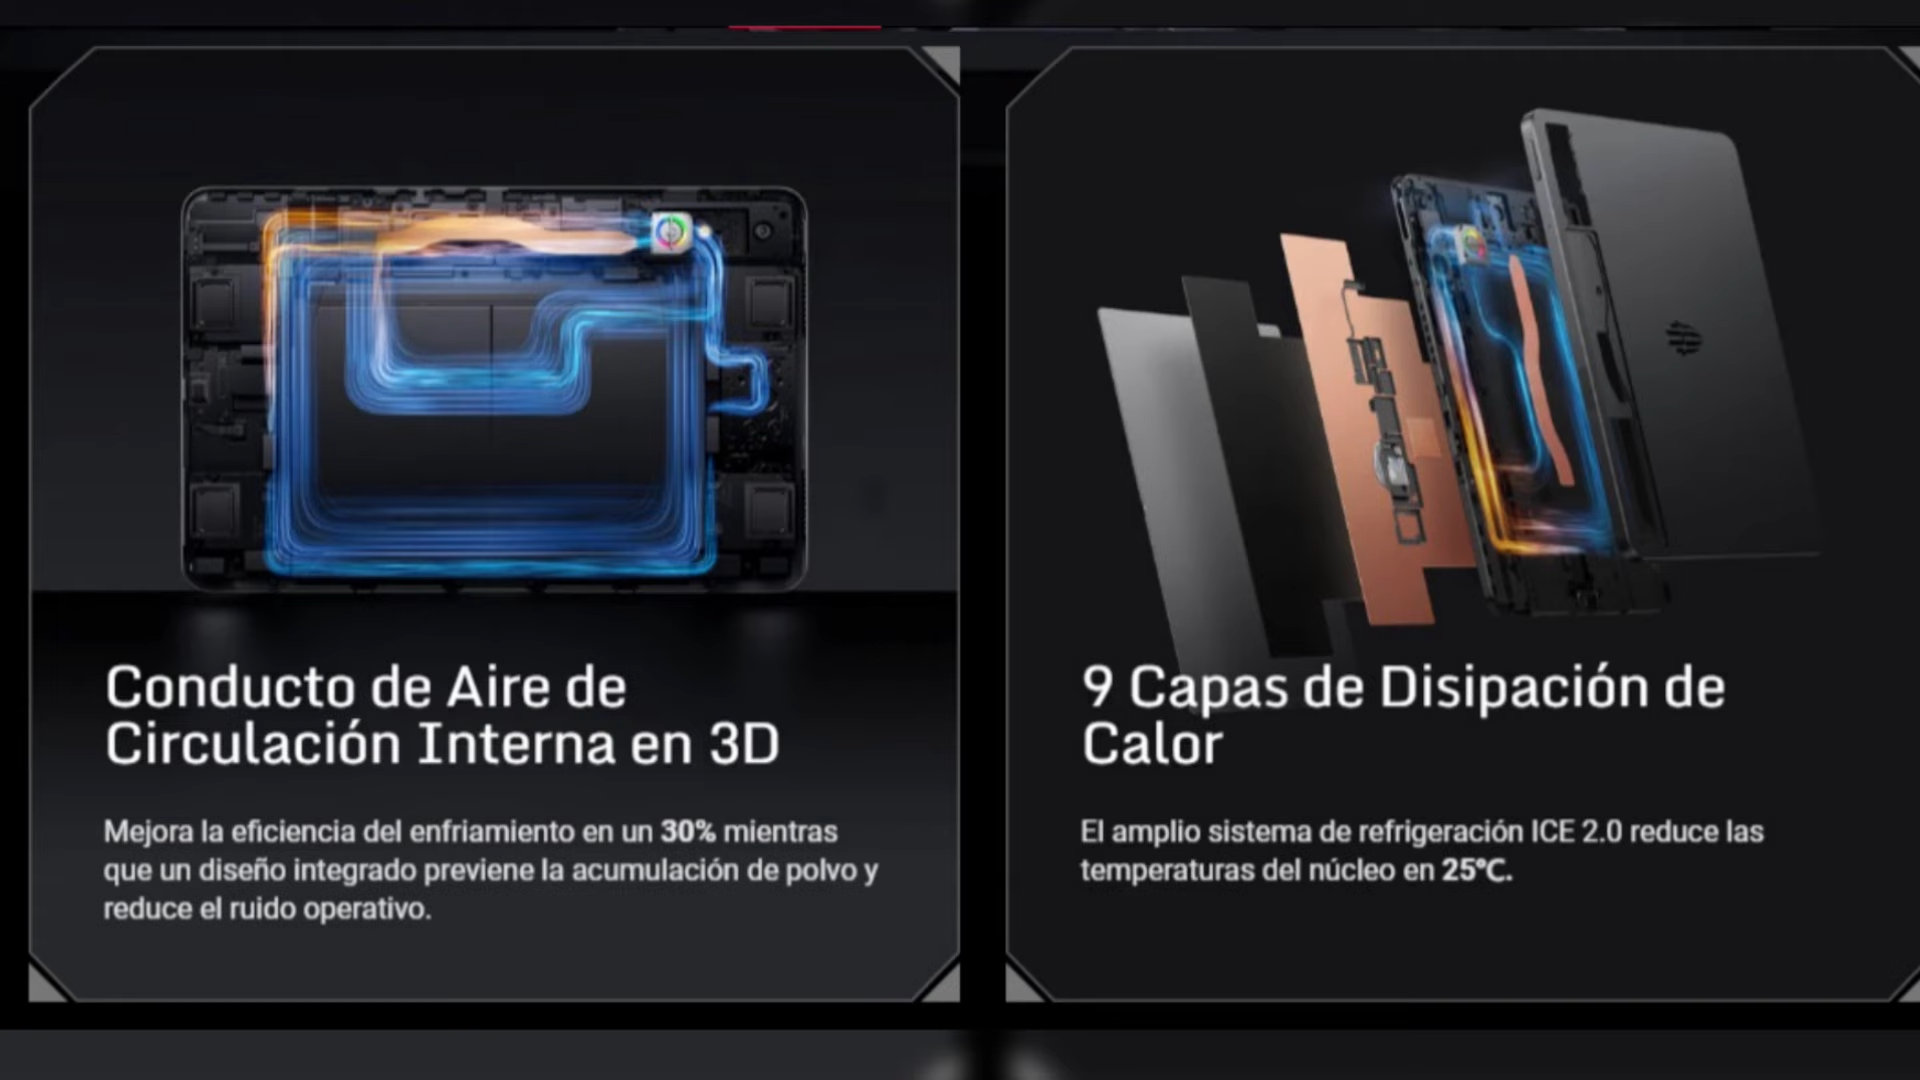 Conducto de Aire de
Circulación Interna en 3D
Mejora la eficiencia del enfriamiento en un 30% mientras
que un diseño integrado previene la acumulación de polvo y
reduce el ruido operativo.
9 Capas de Disipación de
Calor
El amplio sistema de refrigeración ICE 2.0 reduce las
temperaturas del núcleo en 25°C.